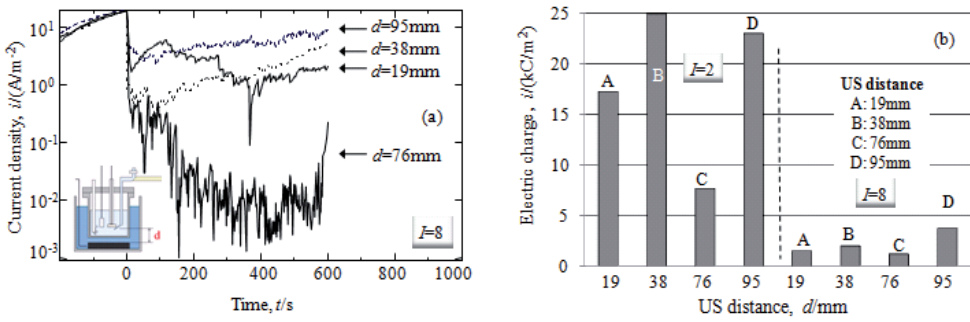 Current density, i/(A/m⁻²)
10¹
10⁰
10⁻¹
10⁻²
10⁻³
0
200
400
600
800
1000
Time, t/s
d=95mm
d=38mm
d=19mm
(a)
d=76mm
d
I=8
Electric charge, i/(kC/m²)
25
20
15
10
5
0
A
B
C
D
I=2
(b)
US distance
A: 19mm
B: 38mm
C: 76mm
D: 95mm
I=8
A
B
C
D
19
38
76
95
19
38
76
95
US distance, d/mm